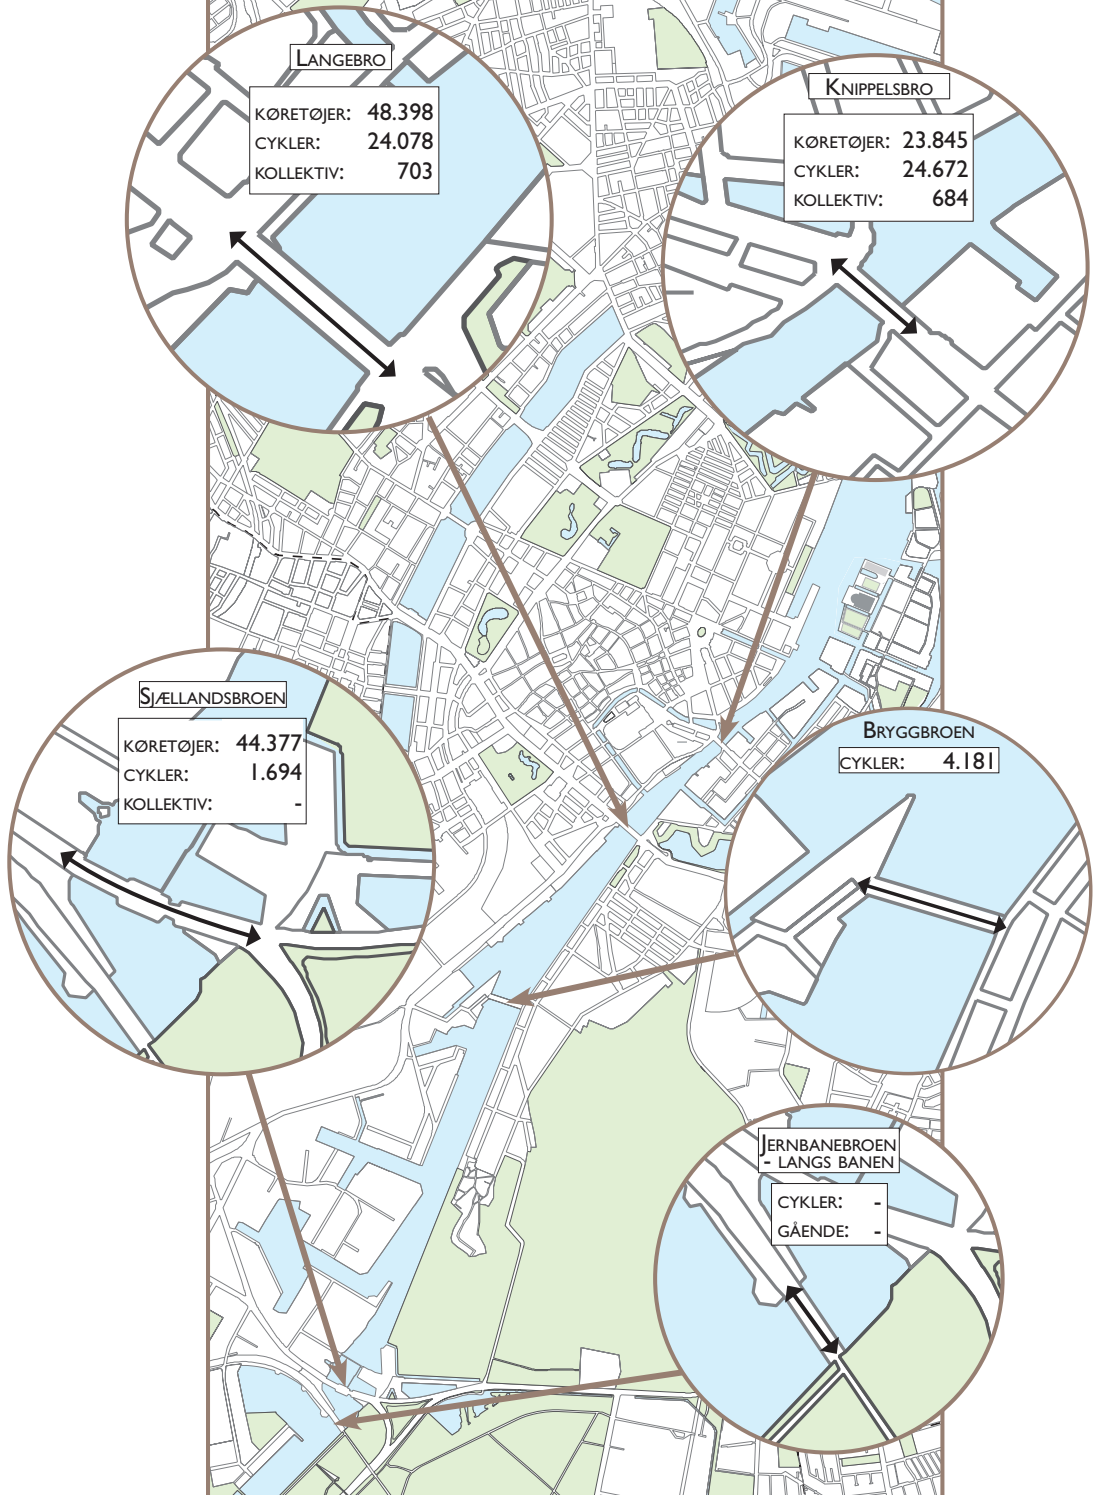 LANGEBRO
KØRETØJER: 48.398
CYKLER: 24.078
KOLLEKTIV: 703
KNIPPELSBRO
KØRETØJER: 23.845
CYKLER: 24.672
KOLLEKTIV: 684
SJÆLLANDSBROEN
KØRETØJER: 44.377
CYKLER: 1.694
KOLLEKTIV: -
BRYGGBROEN
CYKLER: 4.181
JERNBANEBROEN
- LANGS BANEN
CYKLER: -
GÅENDE: -